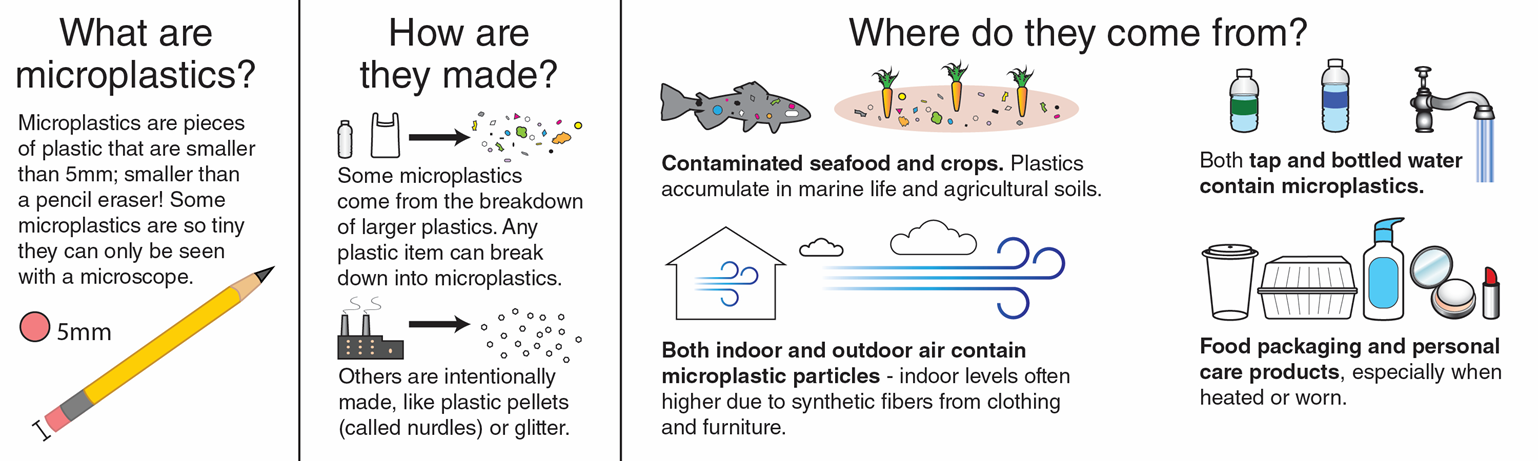 What are
microplastics?
Microplastics are pieces
of plastic that are smaller
than 5mm; smaller than
a pencil eraser! Some
microplastics are so tiny
they can only be seen
with a microscope.
5mm
How are
they made?
Some microplastics
come from the breakdown
of larger plastics. Any
plastic item can break
down into microplastics.
Others are intentionally
made, like plastic pellets
(called nurdles) or glitter.
Where do they come from?
Contaminated seafood and crops. Plastics
accumulate in marine life and agricultural soils.
Both tap and bottled water
contain microplastics.
Both indoor and outdoor air contain
microplastic particles - indoor levels often
higher due to synthetic fibers from clothing
and furniture.
Food packaging and personal
care products, especially when
heated or worn.